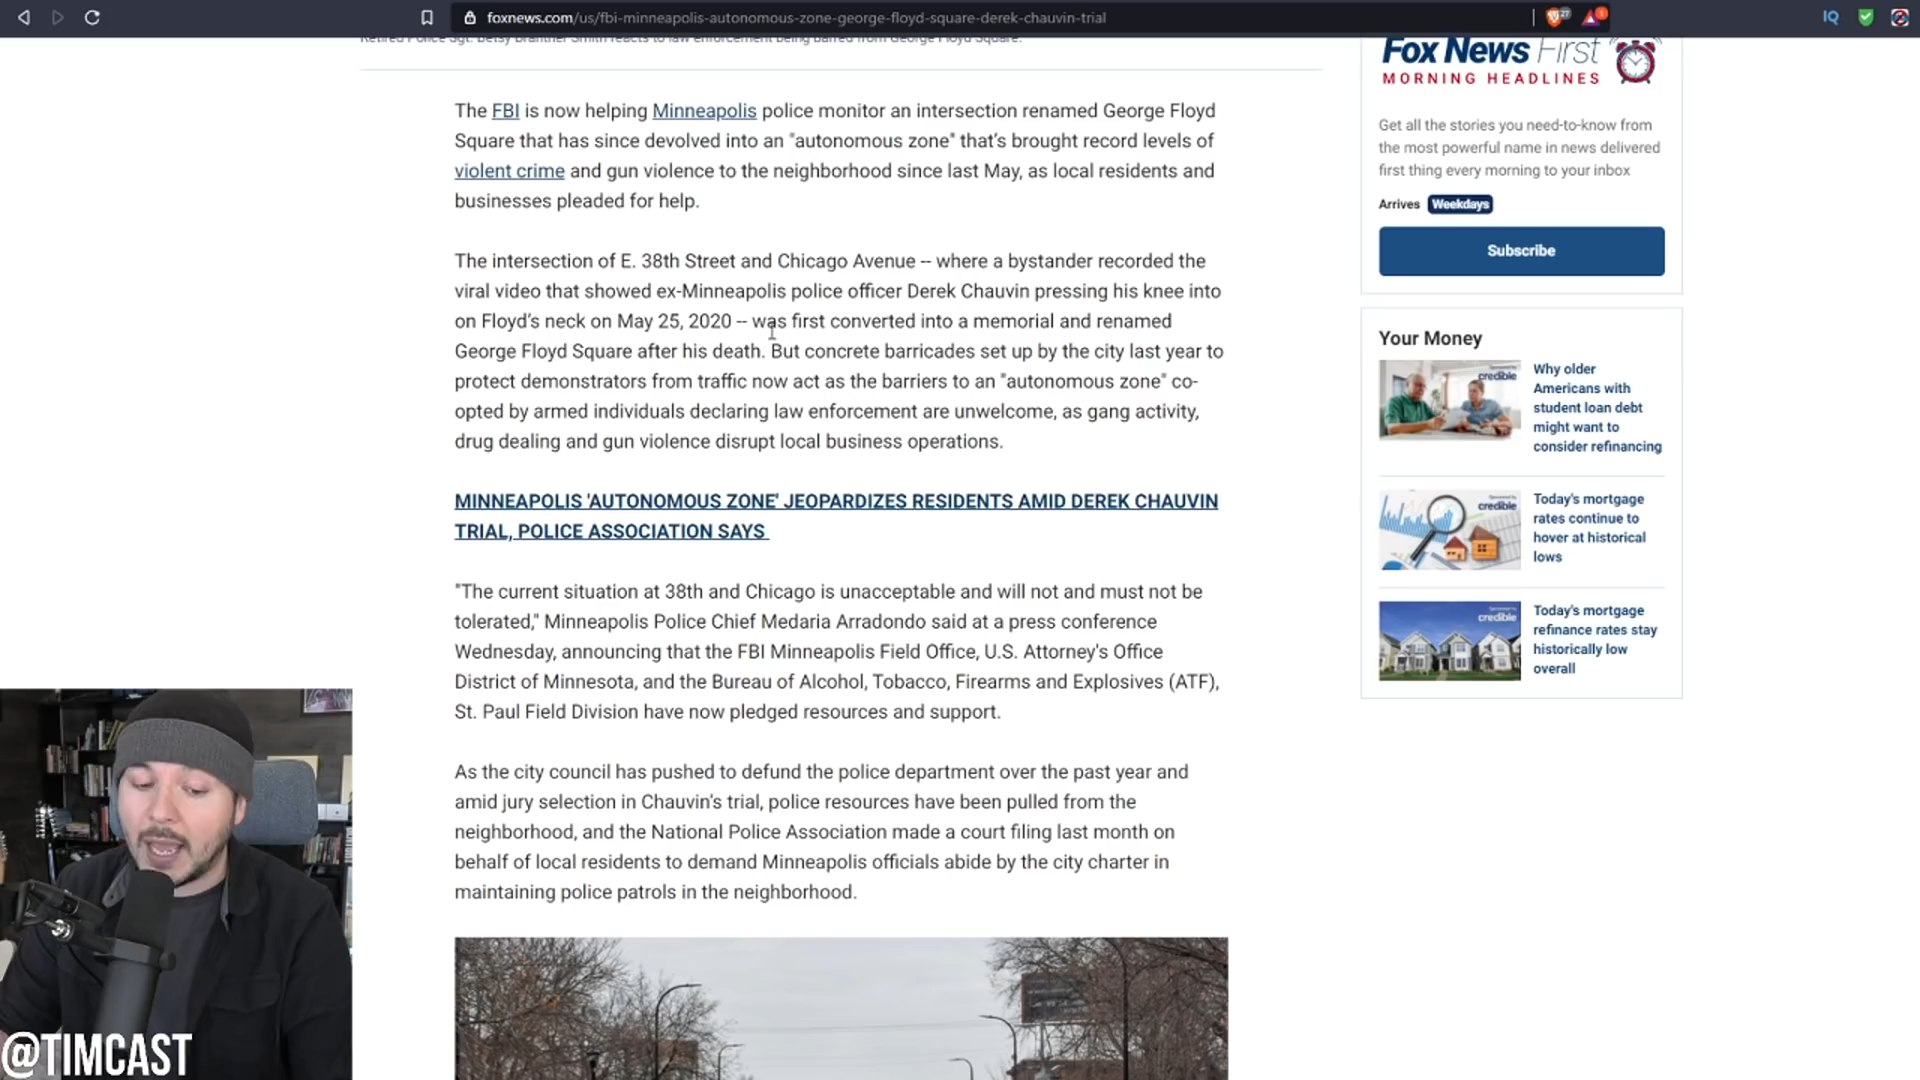 foxnews.com/us/fbi-minneapolis-autonomous-zone-george-floyd-square-derek-chauvin-trial
27
1
IQ
Retired Police Sgt. Betsy Brantner Smith reacts to law enforcement being barred from George Floyd Square.
The FBI is now helping Minneapolis police monitor an intersection renamed George Floyd
Square that has since devolved into an "autonomous zone" that's brought record levels of
violent crime and gun violence to the neighborhood since last May, as local residents and
businesses pleaded for help.
The intersection of E. 38th Street and Chicago Avenue -- where a bystander recorded the
viral video that showed ex-Minneapolis police officer Derek Chauvin pressing his knee into
on Floyd's neck on May 25, 2020 -- was first converted into a memorial and renamed
George Floyd Square after his death. But concrete barricades set up by the city last year to
protect demonstrators from traffic now act as the barriers to an "autonomous zone" co-
opted by armed individuals declaring law enforcement are unwelcome, as gang activity,
drug dealing and gun violence disrupt local business operations.
MINNEAPOLIS 'AUTONOMOUS ZONE' JEOPARDIZES RESIDENTS AMID DEREK CHAUVIN
TRIAL, POLICE ASSOCIATION SAYS
"The current situation at 38th and Chicago is unacceptable and will not and must not be
tolerated," Minneapolis Police Chief Medaria Arradondo said at a press conference
Wednesday, announcing that the FBI Minneapolis Field Office, U.S. Attorney's Office
District of Minnesota, and the Bureau of Alcohol, Tobacco, Firearms and Explosives (ATF),
St. Paul Field Division have now pledged resources and support.
As the city council has pushed to defund the police department over the past year and
amid jury selection in Chauvin's trial, police resources have been pulled from the
neighborhood, and the National Police Association made a court filing last month on
behalf of local residents to demand Minneapolis officials abide by the city charter in
maintaining police patrols in the neighborhood.
Fox News First
MORNING HEADLINES
Get all the stories you need-to-know from
the most powerful name in news delivered
first thing every morning to your inbox
Arrives Weekdays
Subscribe
Your Money
credible
Why older
Americans with
student loan debt
might want to
consider refinancing
credible
Today's mortgage
rates continue to
hover at historical
lows
credible
Today's mortgage
refinance rates stay
historically low
overall
@TIMCAST